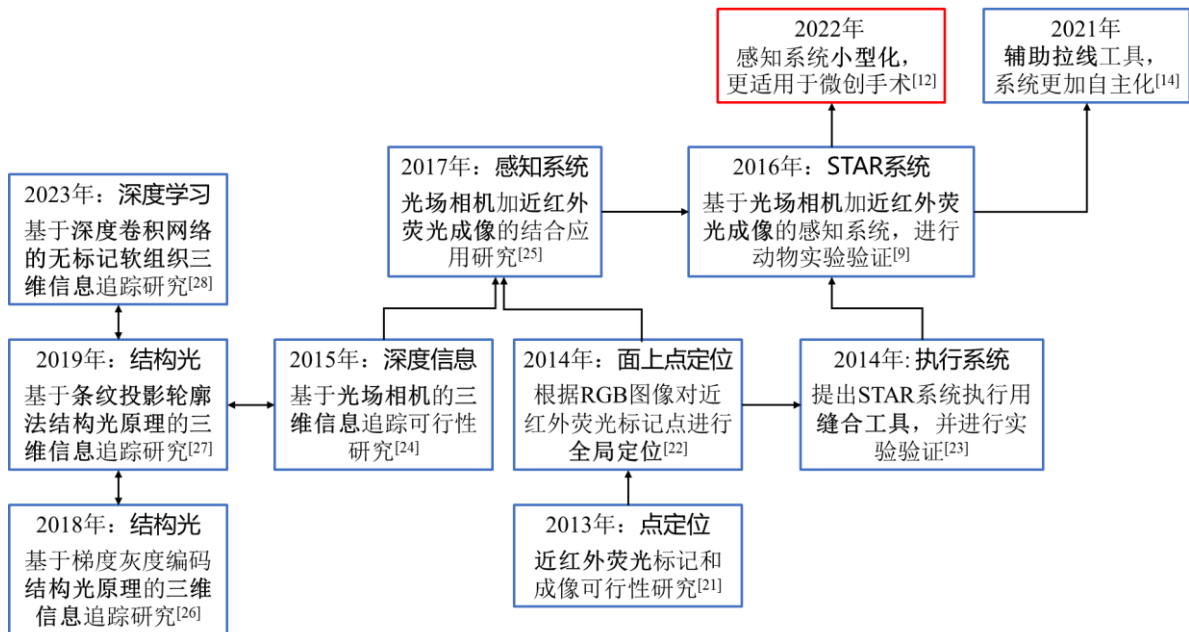 2022年
感知系统小型化，
更适用于微创手术[12]
2021年
辅助拉线工具，
系统更加自主化[14]
2017年：感知系统
光场相机加近红外
荧光成像的结合应
用研究[25]
2016年：STAR系统
基于光场相机加近红外荧
光成像的感知系统，进行
动物实验验证[9]
2023年：深度学习
基于深度卷积网络
的无标记软组织三
维信息追踪研究[28]
2019年：结构光
基于条纹投影轮廓
法结构光原理的三
维信息追踪研究[27]
2015年：深度信息
基于光场相机的三
维信息追踪可行性
研究[24]
2014年：面上点定位
根据RGB图像对近
红外荧光标记点进行
全局定位[22]
2014年: 执行系统
提出STAR系统执行用
缝合工具，并进行实
验验证[23]
2018年：结构光
基于梯度灰度编码
结构光原理的三维
信息追踪研究[26]
2013年：点定位
近红外荧光标记和
成像可行性研究[21]